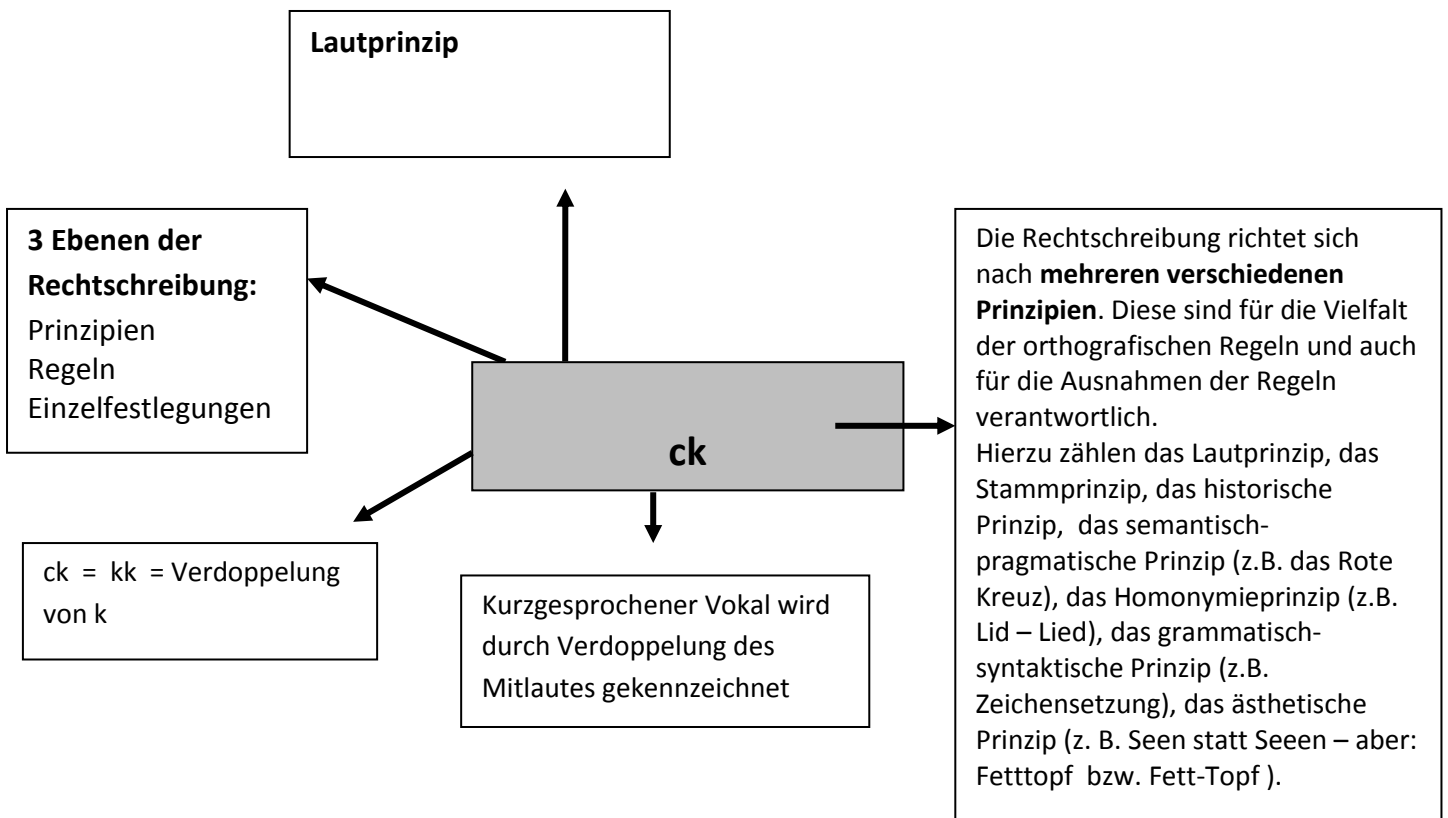 Lautprinzip
3 Ebenen der
Rechtschreibung:
Prinzipien
Regeln
Einzelfestlegungen
Die Rechtschreibung richtet sich
nach mehreren verschiedenen
Prinzipien. Diese sind für die Vielfalt
der orthografischen Regeln und auch
für die Ausnahmen der Regeln
verantwortlich.
Hierzu zählen das Lautprinzip, das
Stammprinzip, das historische
Prinzip, das semantisch-
pragmatische Prinzip (z.B. das Rote
Kreuz), das Homonymieprinzip (z.B.
Lid – Lied), das grammatisch-
syntaktische Prinzip (z.B.
Zeichensetzung), das ästhetische
Prinzip (z. B. Seen statt Seeen – aber:
Fetttopf bzw. Fett-Topf ).
ck
ck = kk = Verdoppelung
von k
Kurzgesprochener Vokal wird
durch Verdoppelung des
Mitlautes gekennzeichnet